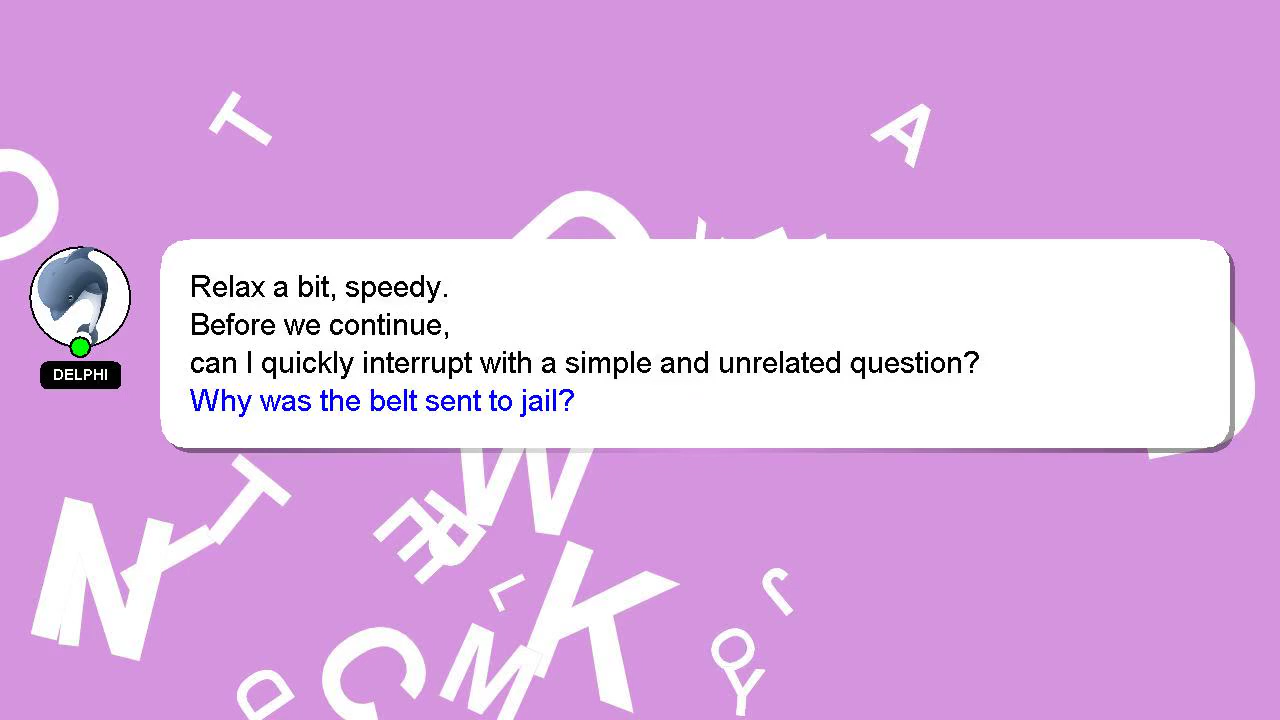 Relax a bit, speedy.
Before we continue,
can I quickly interrupt with a simple and unrelated question?
Why was the belt sent to jail?
DELPHI